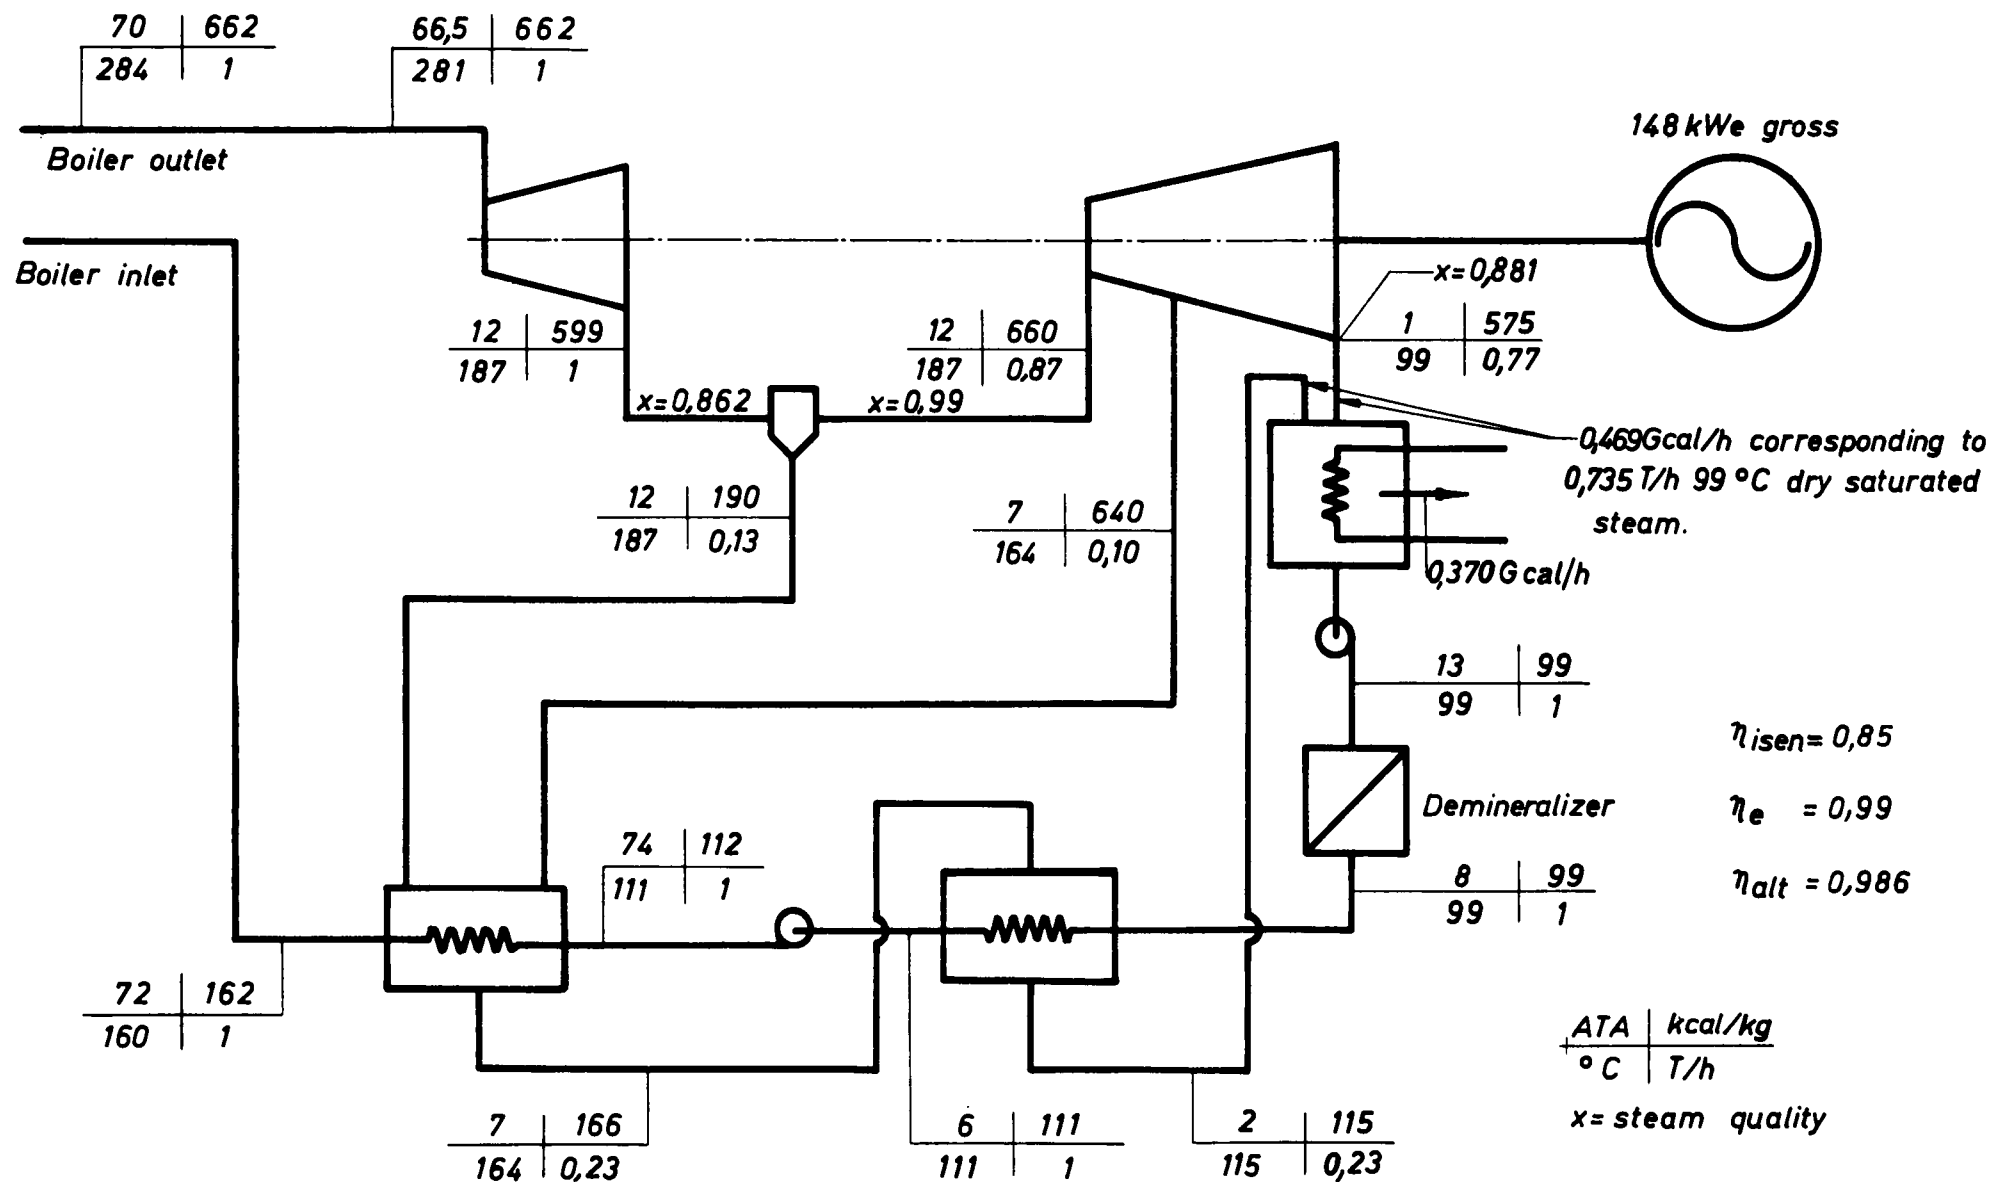 70 662
284 1
66,5 662
281 1
148 kWe gross
Boiler outlet
Boiler inlet
x=0,881
12 599
187 1
12 660
187 0,87
1 575
99 0,77
x=0,862
x=0,99
0,469Gcal/h corresponding to
0,735 T/h 99 °C dry saturated
steam.
12 190
187 0,13
7 640
164 0,10
0,370 Gcal/h
13 99
99 1
ηisen= 0,85
ηe = 0,99
ηalt = 0,986
Demineralizer
74 112
111 1
8 99
99 1
72 162
160 1
ATA kcal/kg
°C T/h
x= steam quality
7 166
164 0,23
6 111
111 1
2 115
115 0,23